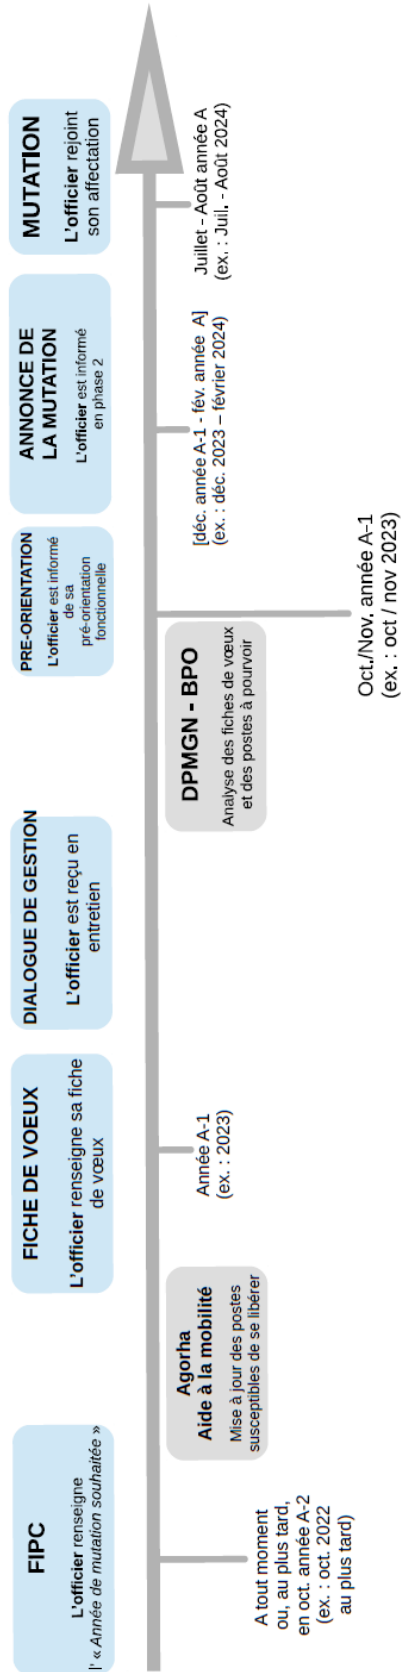 FIPC
L'officier renseigne
l' « Année de mutation souhaitée »
A tout moment
ou, au plus tard,
en oct. année A-2
(ex. : oct. 2022
au plus tard)
Agorha
Aide à la mobilité
Mise à jour des postes
susceptibles de se libérer
FICHE DE VOEUX
L'officier renseigne sa fiche
de vœux
Année A-1
(ex. : 2023)
DIALOGUE DE GESTION
L'officier est reçu en
entretien
DPMGN - BPO
Analyse des fiches de vœux
et des postes à pourvoir
PRE-ORIENTATION
L'officier est informé
de sa
pré-orientation
fonctionnelle
Oct./Nov. année A-1
(ex. : oct / nov 2023)
ANNONCE DE
LA MUTATION
L'officier est informé
en phase 2
[déc. année A-1 - fév. année A]
(ex. : déc. 2023 – février 2024)
MUTATION
L'officier rejoint
son affectation
Juillet - Août année A
(ex. : Juil. - Août 2024)